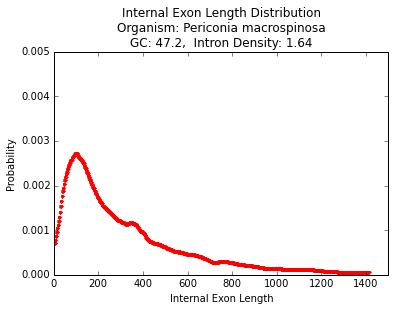 Internal Exon Length Distribution
Organism: Periconia macrospinosa
GC: 47.2,  Intron Density: 1.64
0.005
0.004
0.003
0.002
0.001
0.000
Probability
0 200 400 600 800 1000 1200 1400
Internal Exon Length